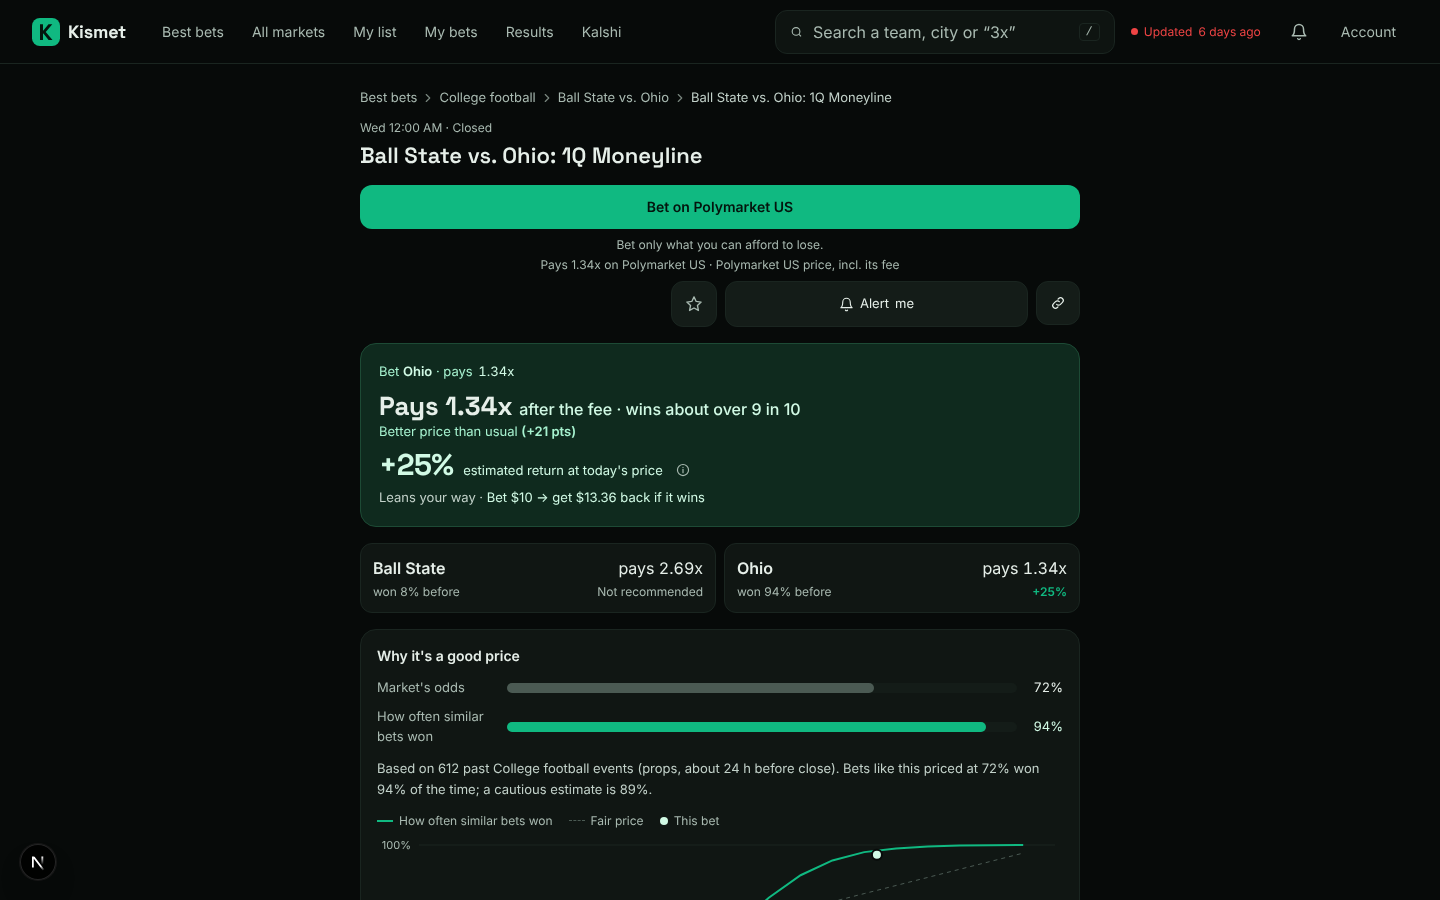 K Kismet Best bets All markets My list My bets Results Kalshi Search a team, city or “3x” / Updated 6 days ago Account
Best bets > College football > Ball State vs. Ohio > Ball State vs. Ohio: 1Q Moneyline
Wed 12:00 AM · Closed
Ball State vs. Ohio: 1Q Moneyline
Bet on Polymarket US
Bet only what you can afford to lose.
Pays 1.34x on Polymarket US · Polymarket US price, incl. its fee
Alert me
Bet Ohio · pays 1.34x
Pays 1.34x after the fee · wins about over 9 in 10
Better price than usual (+21 pts)
+25% estimated return at today's price
Leans your way · Bet $10 → get $13.36 back if it wins
Ball State pays 2.69x
won 8% before Not recommended
Ohio pays 1.34x
won 94% before +25%
Why it's a good price
Market's odds 72%
How often similar
bets won 94%
Based on 612 past College football events (props, about 24 h before close). Bets like this priced at 72% won
94% of the time; a cautious estimate is 89%.
How often similar bets won Fair price This bet
100%
N